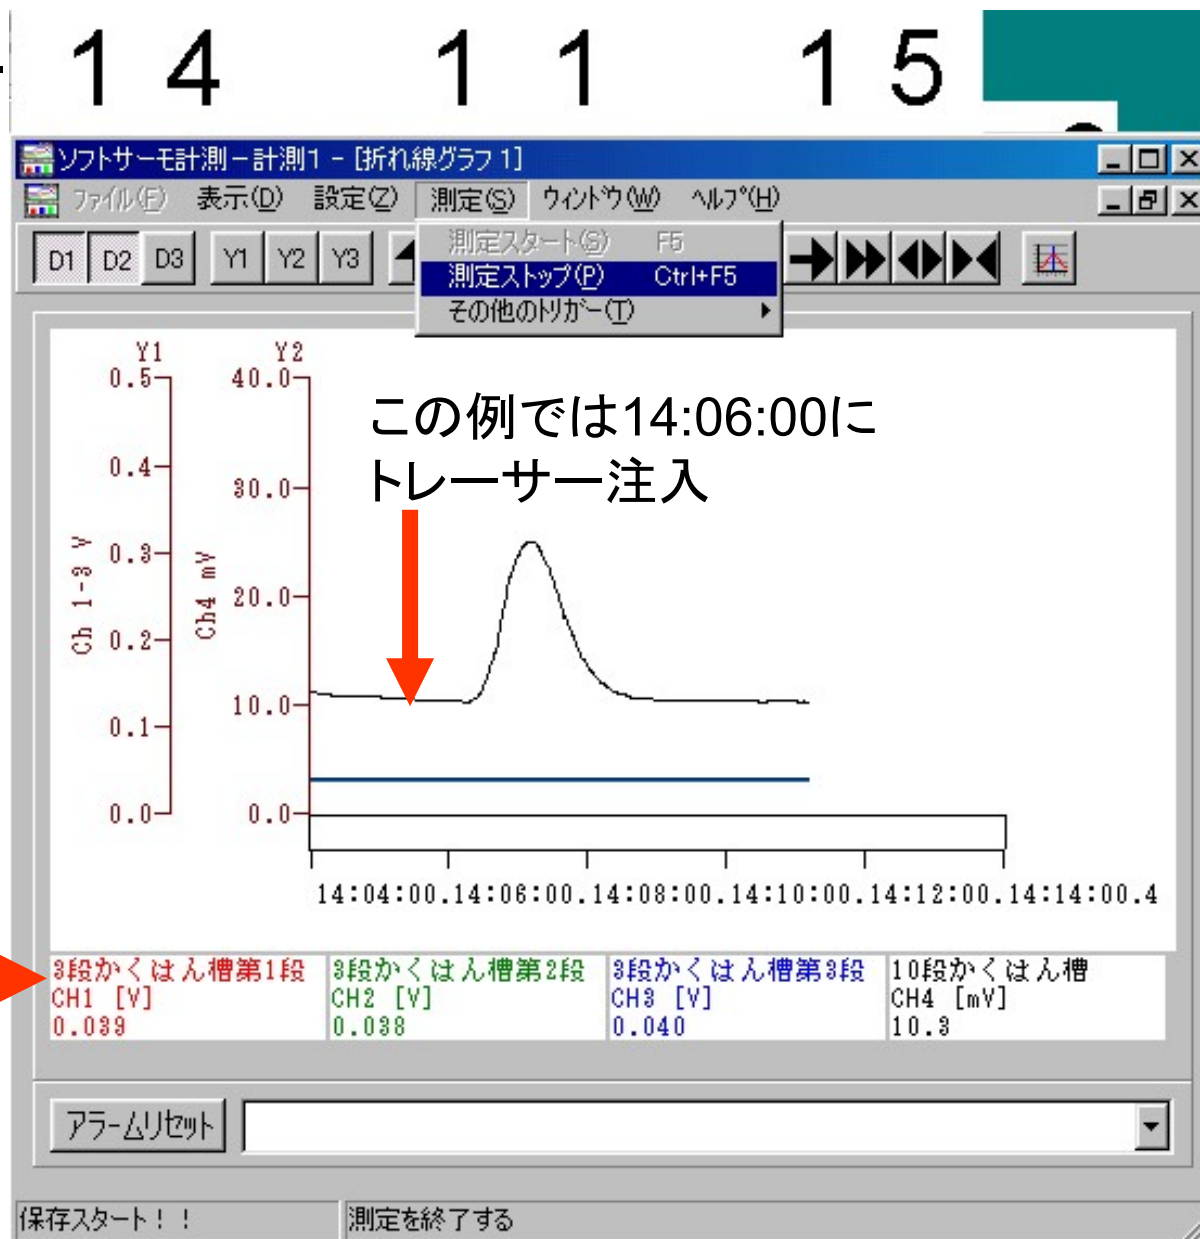 14 11 15
ソフトサーモ計測 - 計測1 - [折れ線グラフ1]
ファイル(F) 表示(D) 設定(Z) 測定(S) ウィンドウ(W) ヘルプ(H)
測定スタート(S) F5
測定ストップ(P) Ctrl+F5
その他のトリガー(T)
D1 D2 D3 Y1 Y2 Y3
Y1 Y2
0.5 40.0
0.4 30.0
0.3 20.0
0.2 10.0
0.1 0.0
0.0
Ch 1-3 V
Ch4 mV
この例では14:06:00に
トレーサー注入
14:04:00.14:06:00.14:08:00.14:10:00.14:12:00.14:14:00.4
3段かくはん槽第1段 3段かくはん槽第2段 3段かくはん槽第3段 10段かくはん槽
CH1 [V] CH2 [V] CH3 [V] CH4 [mV]
0.039 0.038 0.040 10.3
アラームリセット
保存スタート！！ 測定を終了する